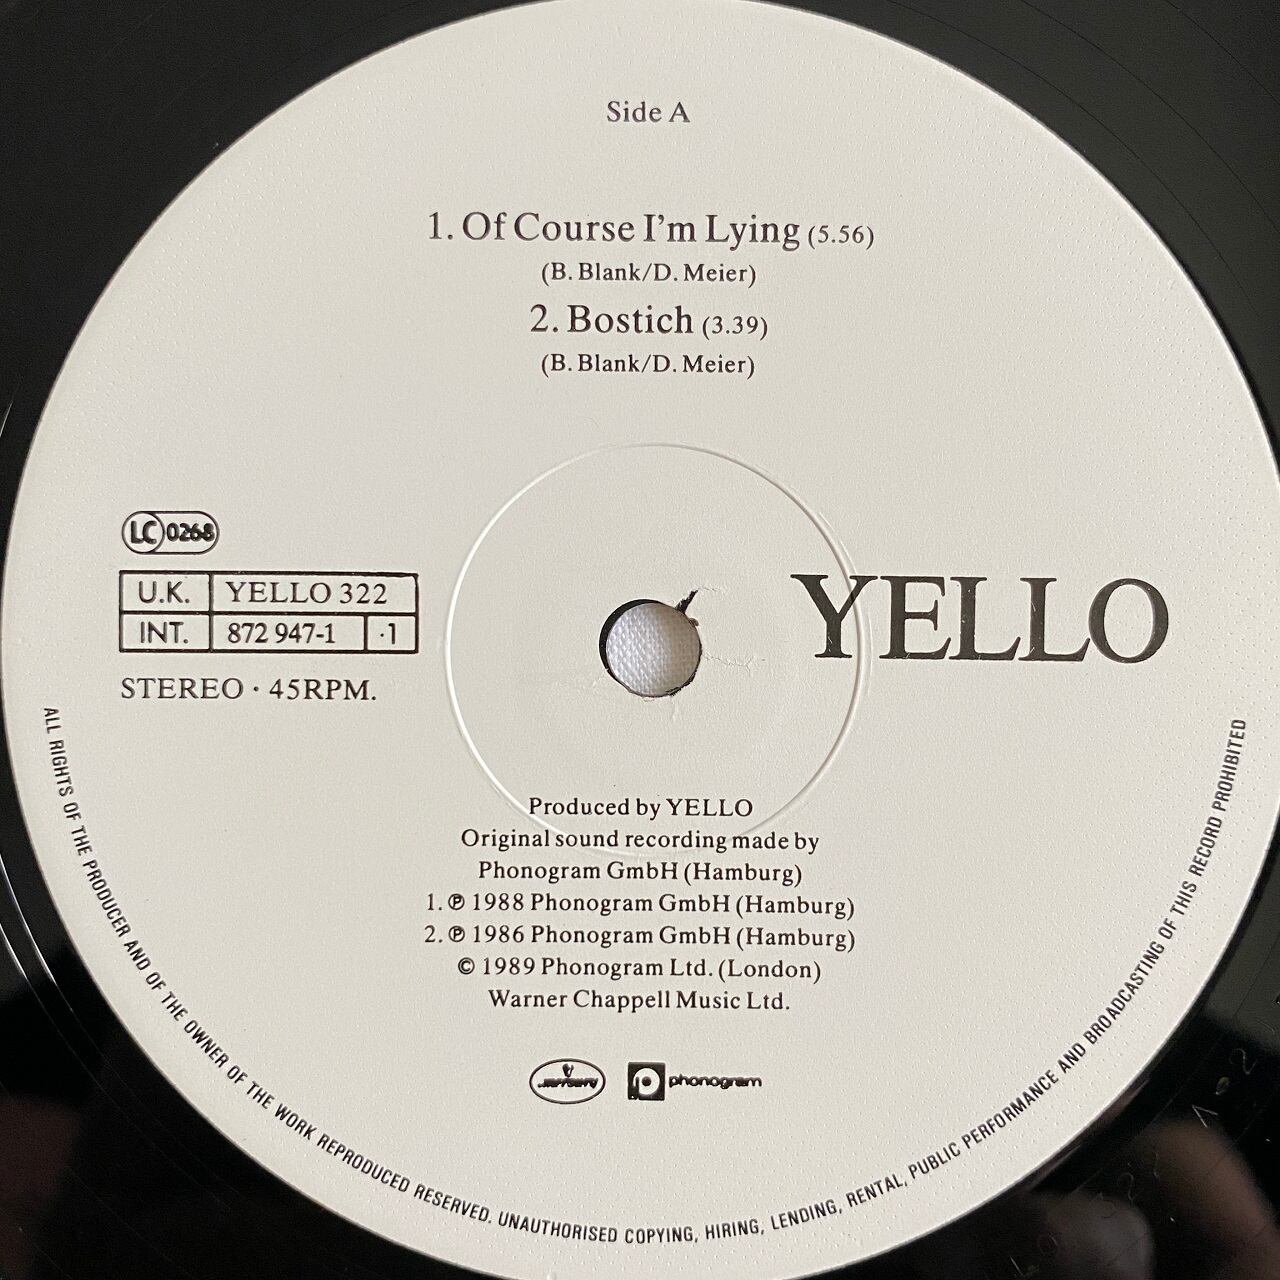 Side A
1. Of Course I'm Lying (5.56)
(B. Blank/D. Meier)
2. Bostich (3.39)
(B. Blank/D. Meier)
LC 0268
U.K. YELLO 322
INT. 872 947-1 ·1
STEREO · 45RPM.
YELLO
Produced by YELLO
Original sound recording made by
Phonogram GmbH (Hamburg)
1. ℗ 1988 Phonogram GmbH (Hamburg)
2. ℗ 1986 Phonogram GmbH (Hamburg)
© 1989 Phonogram Ltd. (London)
Warner Chappell Music Ltd.
mercury phonogram
ALL RIGHTS OF THE PRODUCER AND OF THE OWNER OF THE WORK REPRODUCED RESERVED. UNAUTHORISED COPYING, HIRING, LENDING, RENTAL, PUBLIC PERFORMANCE AND BROADCASTING OF THIS RECORD PROHIBITED